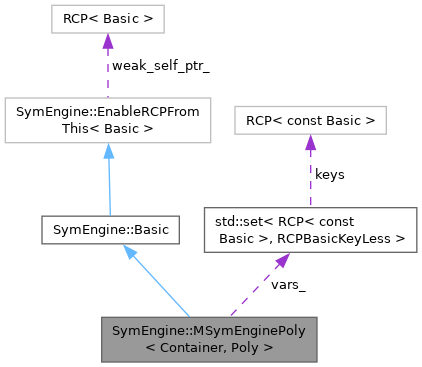 RCP< Basic >
weak_self_ptr_
SymEngine::EnableRCPFrom
This< Basic >
RCP< const Basic >
keys
SymEngine::Basic
std::set< RCP< const
Basic >, RCPBasicKeyLess >
vars_
SymEngine::MSymEnginePoly
< Container, Poly >